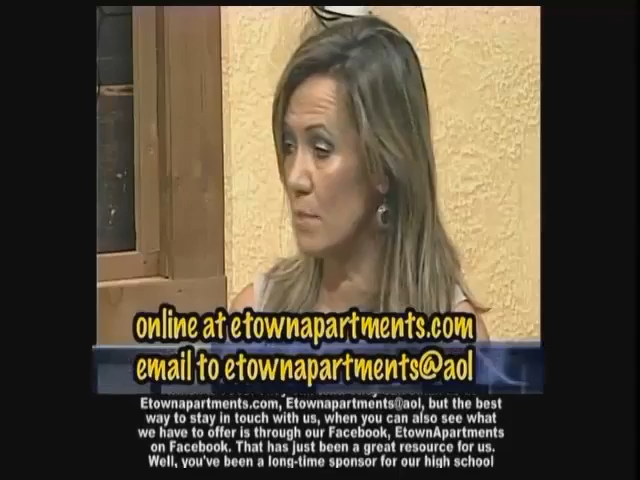 online at etownapartments.com
email to etownapartments@aol
Etownapartments.com, Etownapartments@aol, but the best
way to stay in touch with us, when you can also see what
we have to offer is through our Facebook, EtownApartments
on Facebook. That has just been a great resource for us.
Well, you've been a long-time sponsor for our high school